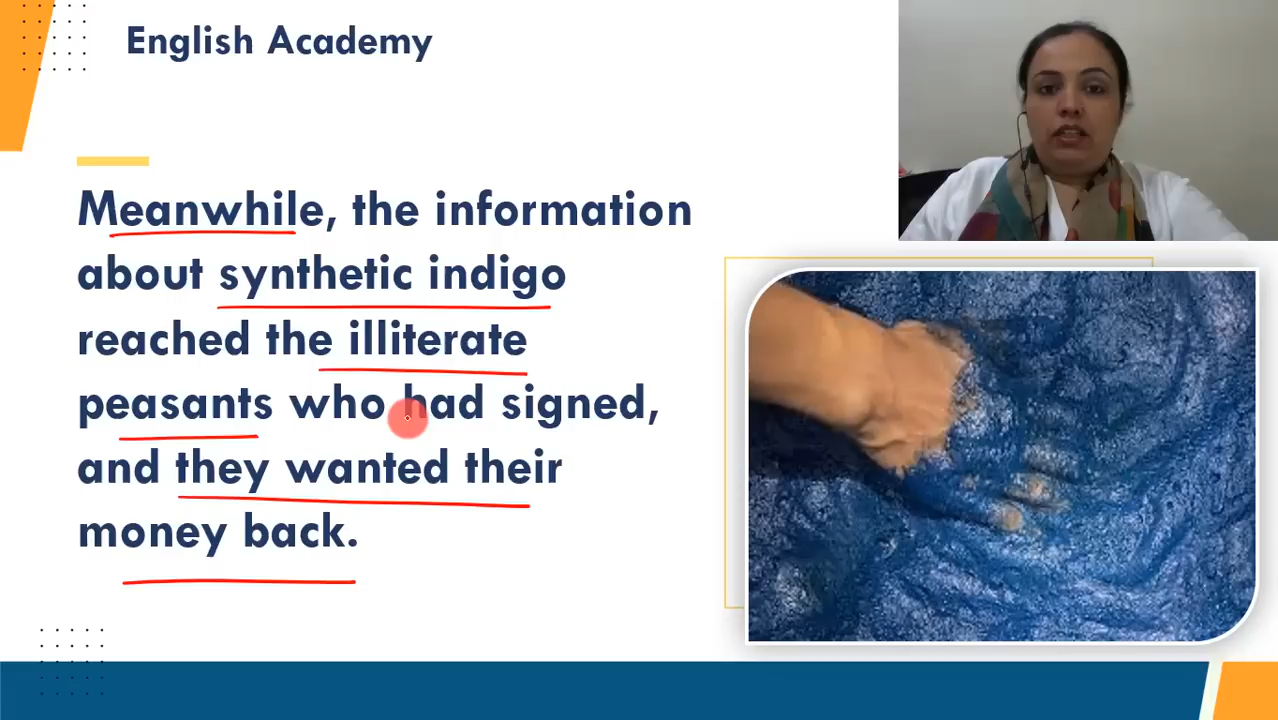 English Academy
Meanwhile, the information
about synthetic indigo
reached the illiterate
peasants who had signed,
and they wanted their
money back.